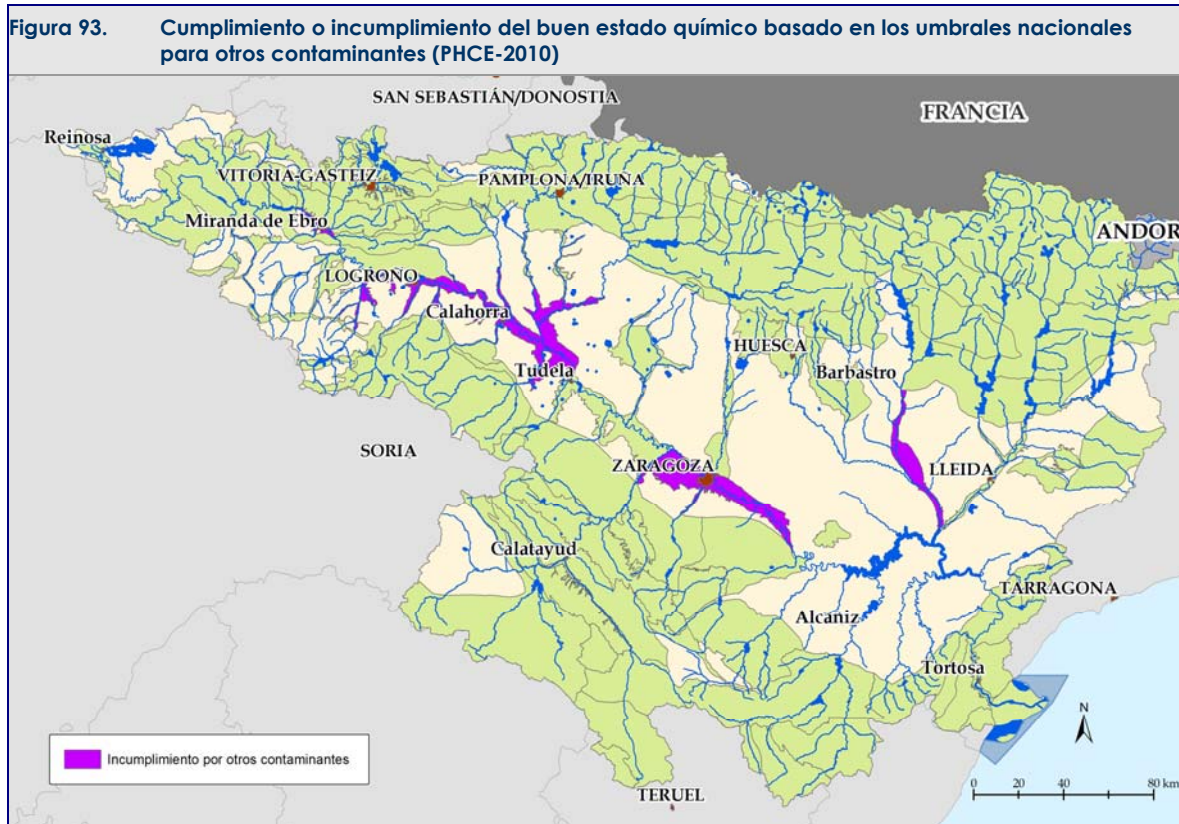 Figura 93. Cumplimiento o incumplimiento del buen estado químico basado en los umbrales nacionales
para otros contaminantes (PHCE-2010)
SAN SEBASTIÁN/DONOSTIA
FRANCIA
Reinosa
VITORIA-GASTEIZ
PAMPLONA/IRUÑA
Miranda de Ebro
ANDOR
LOGROÑO
Calahorra
HUESCA
Tudela
Barbastro
SORIA
ZARAGOZA
LLEIDA
Calatayud
TARRAGONA
Alcañiz
Tortosa
N
Incumplimiento por otros contaminantes
0 20 40 80 km
TERUEL